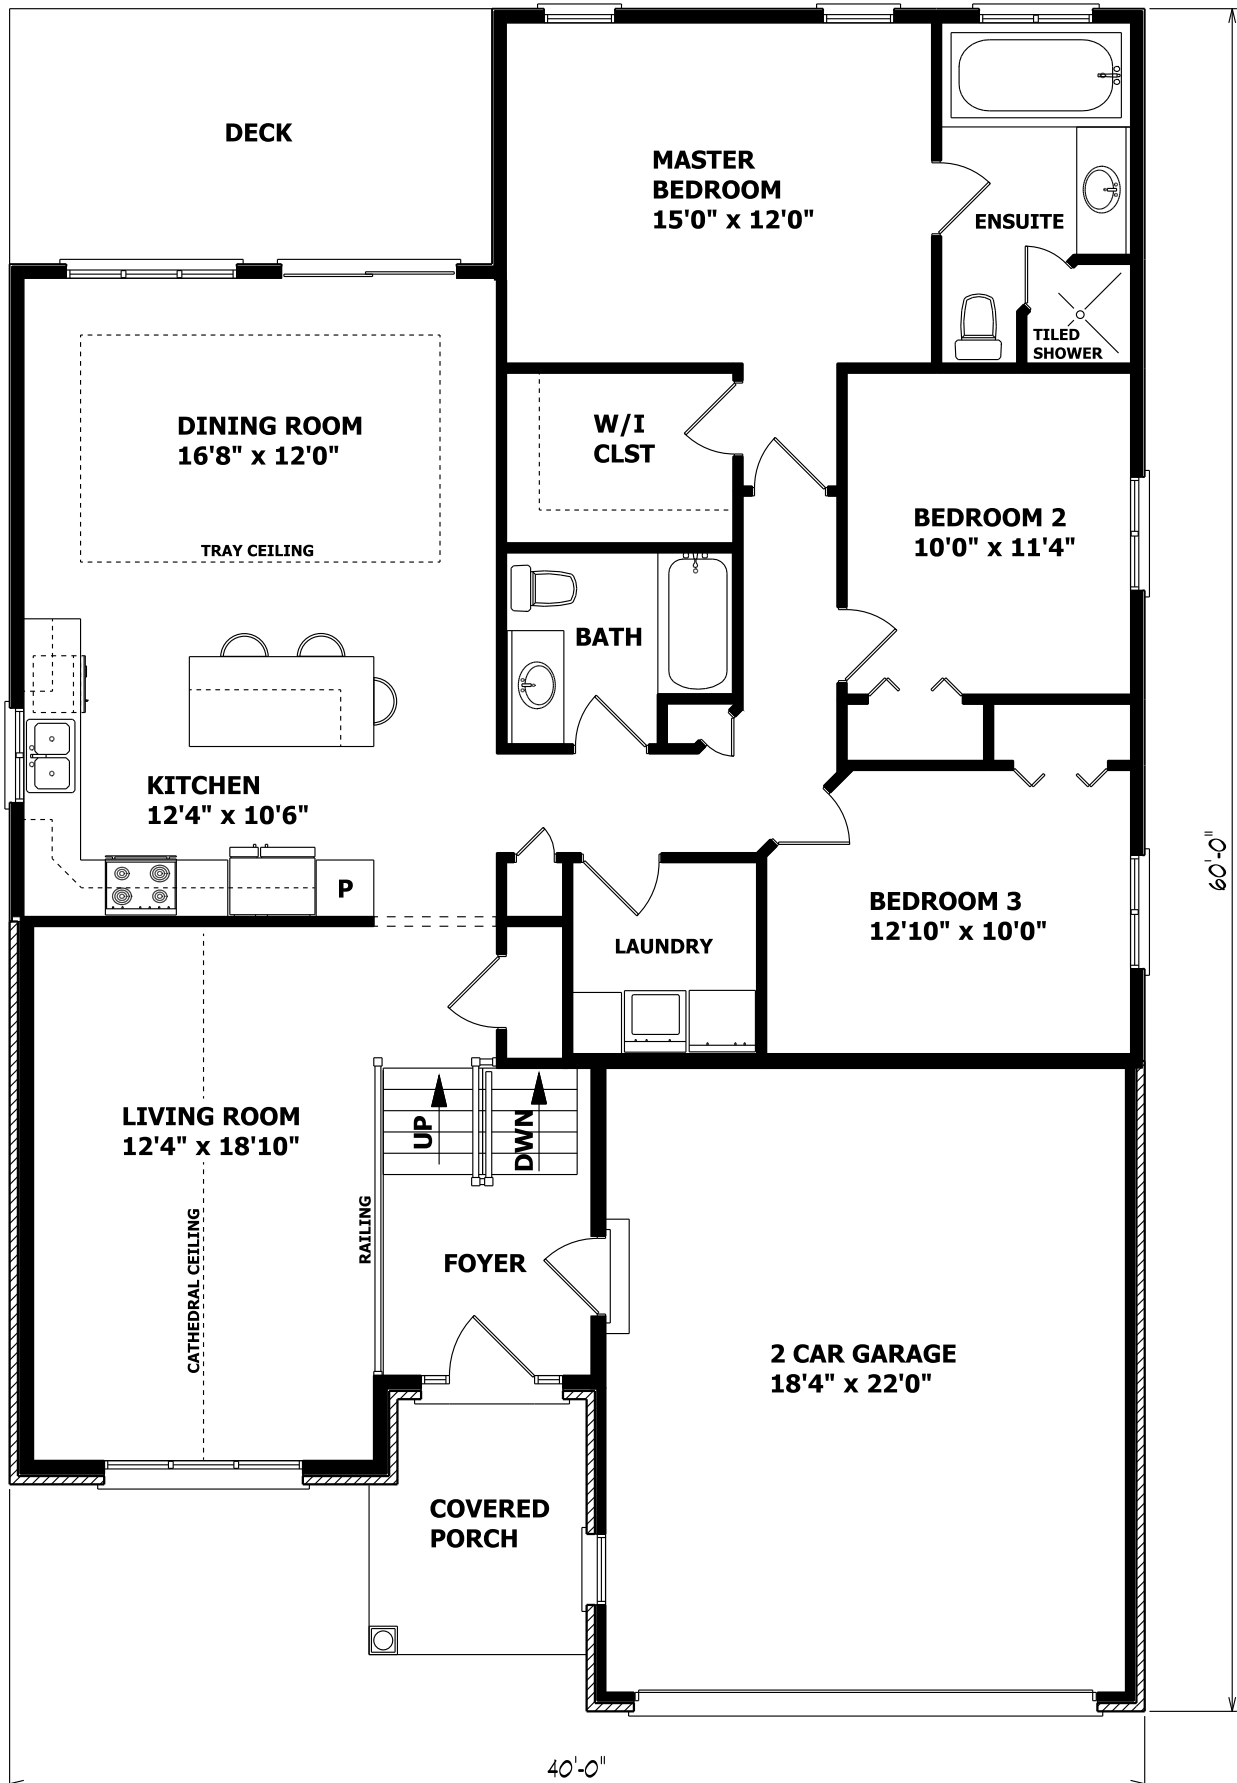 DECK
MASTER
BEDROOM
15'0" x 12'0"
ENSUITE
TILED
SHOWER
DINING ROOM
16'8" x 12'0"
TRAY CEILING
W/I
CLST
BEDROOM 2
10'0" x 11'4"
BATH
KITCHEN
12'4" x 10'6"
P
BEDROOM 3
12'10" x 10'0"
LAUNDRY
60'-0"
LIVING ROOM
12'4" x 18'10"
UP
DWN
RAILING
CATHEDRAL CEILING
FOYER
2 CAR GARAGE
18'4" x 22'0"
COVERED
PORCH
40'-0"